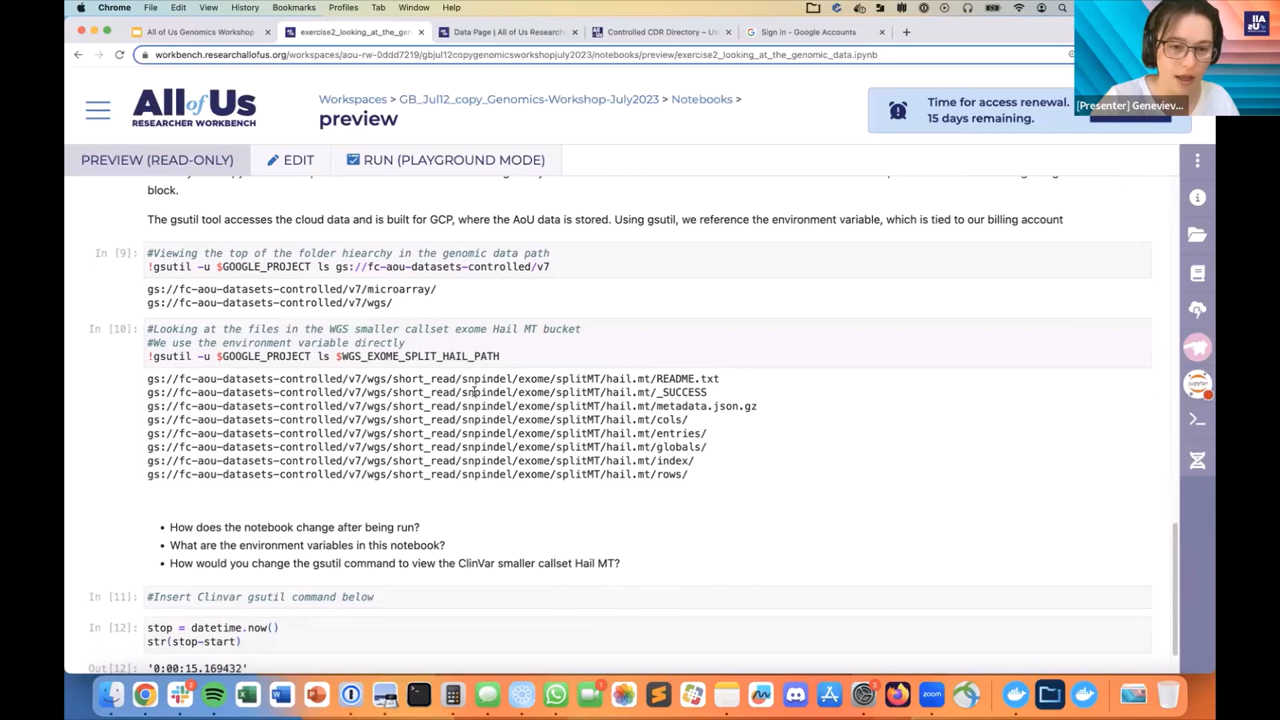 Chrome File Edit View History Bookmarks Profiles Tab Window Help
All of Us Genomics Workshop
exercise2_looking_at_the_gen
Data Page | All of Us Research
Controlled CDR Directory – Us
Sign in - Google Accounts
workbench.researchallofus.org/workspaces/aou-rw-0ddd7219/gbjul12copygenomicsworkshopjuly2023/notebooks/preview/exercise2_looking_at_the_genomic_data.ipynb
[Presenter] Geneviev...
All of Us
RESEARCHER WORKBENCH
Workspaces > GB_Jul12_copy_Genomics-Workshop-July2023 > Notebooks >
preview
Time for access renewal.
15 days remaining.
PREVIEW (READ-ONLY) EDIT RUN (PLAYGROUND MODE)
block.
The gsutil tool accesses the cloud data and is built for GCP, where the AoU data is stored. Using gsutil, we reference the environment variable, which is tied to our billing account
In [9]: #Viewing the top of the folder hiearchy in the genomic data path
!gsutil -u $GOOGLE_PROJECT ls gs://fc-aou-datasets-controlled/v7
gs://fc-aou-datasets-controlled/v7/microarray/
gs://fc-aou-datasets-controlled/v7/wgs/
In [10]: #Looking at the files in the WGS smaller callset exome Hail MT bucket
#We use the environment variable directly
!gsutil -u $GOOGLE_PROJECT ls $WGS_EXOME_SPLIT_HAIL_PATH
gs://fc-aou-datasets-controlled/v7/wgs/short_read/snpindel/exome/splitMT/hail.mt/README.txt
gs://fc-aou-datasets-controlled/v7/wgs/short_read/snpindel/exome/splitMT/hail.mt/_SUCCESS
gs://fc-aou-datasets-controlled/v7/wgs/short_read/snpindel/exome/splitMT/hail.mt/metadata.json.gz
gs://fc-aou-datasets-controlled/v7/wgs/short_read/snpindel/exome/splitMT/hail.mt/cols/
gs://fc-aou-datasets-controlled/v7/wgs/short_read/snpindel/exome/splitMT/hail.mt/entries/
gs://fc-aou-datasets-controlled/v7/wgs/short_read/snpindel/exome/splitMT/hail.mt/globals/
gs://fc-aou-datasets-controlled/v7/wgs/short_read/snpindel/exome/splitMT/hail.mt/index/
gs://fc-aou-datasets-controlled/v7/wgs/short_read/snpindel/exome/splitMT/hail.mt/rows/
• How does the notebook change after being run?
• What are the environment variables in this notebook?
• How would you change the gsutil command to view the ClinVar smaller callset Hail MT?
In [11]: #Insert Clinvar gsutil command below
In [12]: stop = datetime.now()
str(stop-start)
Out[12]: '0:00:15.169432'
zoom